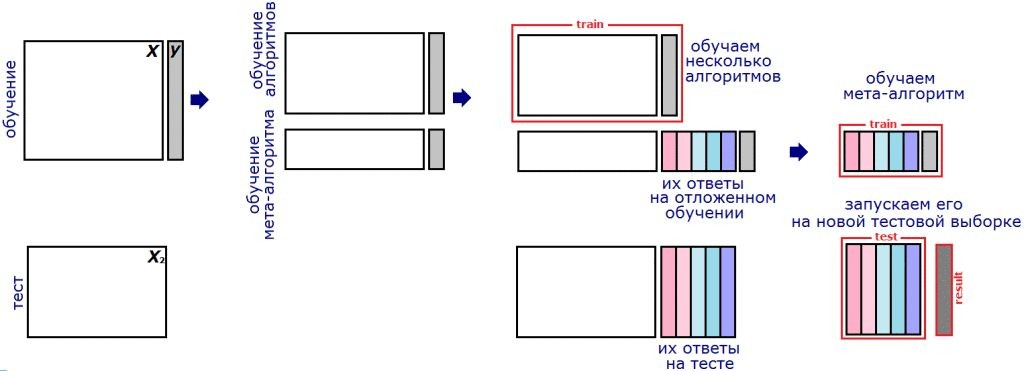 обучение
X
y
обучение
алгоритмов
обучение
мета-алгоритма
train
обучаем
несколько
алгоритмов
их ответы
на отложенном
обучении
обучаем
мета-алгоритм
train
запускаем его
на новой тестовой выборке
тест
X₂
их ответы
на тесте
test
result